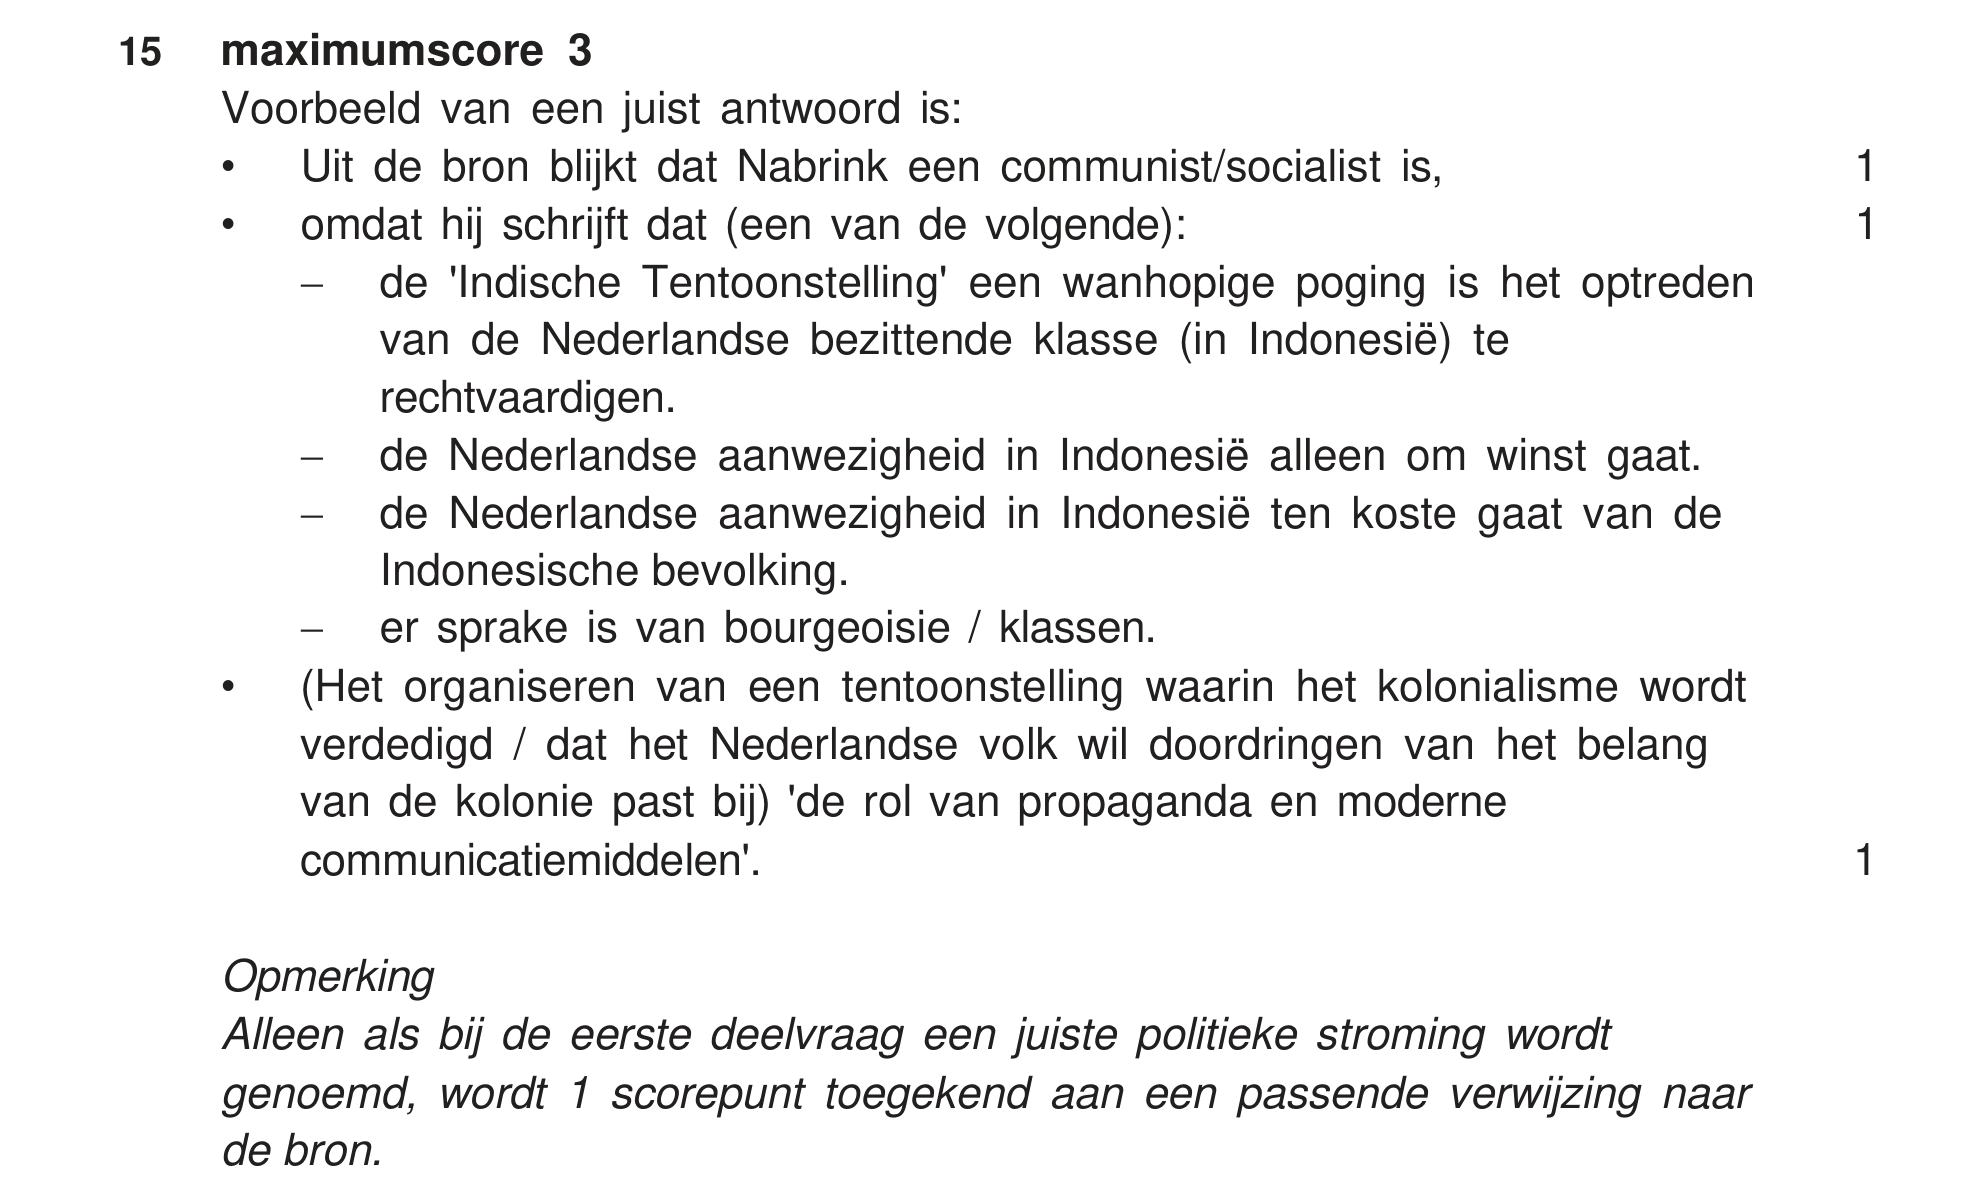 15 maximumscore 3
Voorbeeld van een juist antwoord is:
• Uit de bron blijkt dat Nabrink een communist/socialist is, 1
• omdat hij schrijft dat (een van de volgende): 1
– de 'Indische Tentoonstelling' een wanhopige poging is het optreden
van de Nederlandse bezittende klasse (in Indonesië) te
rechtvaardigen.
– de Nederlandse aanwezigheid in Indonesië alleen om winst gaat.
– de Nederlandse aanwezigheid in Indonesië ten koste gaat van de
Indonesische bevolking.
– er sprake is van bourgeoisie / klassen.
• (Het organiseren van een tentoonstelling waarin het kolonialisme wordt
verdedigd / dat het Nederlandse volk wil doordringen van het belang
van de kolonie past bij) 'de rol van propaganda en moderne
communicatiemiddelen'. 1
Opmerking
Alleen als bij de eerste deelvraag een juiste politieke stroming wordt
genoemd, wordt 1 scorepunt toegekend aan een passende verwijzing naar
de bron.